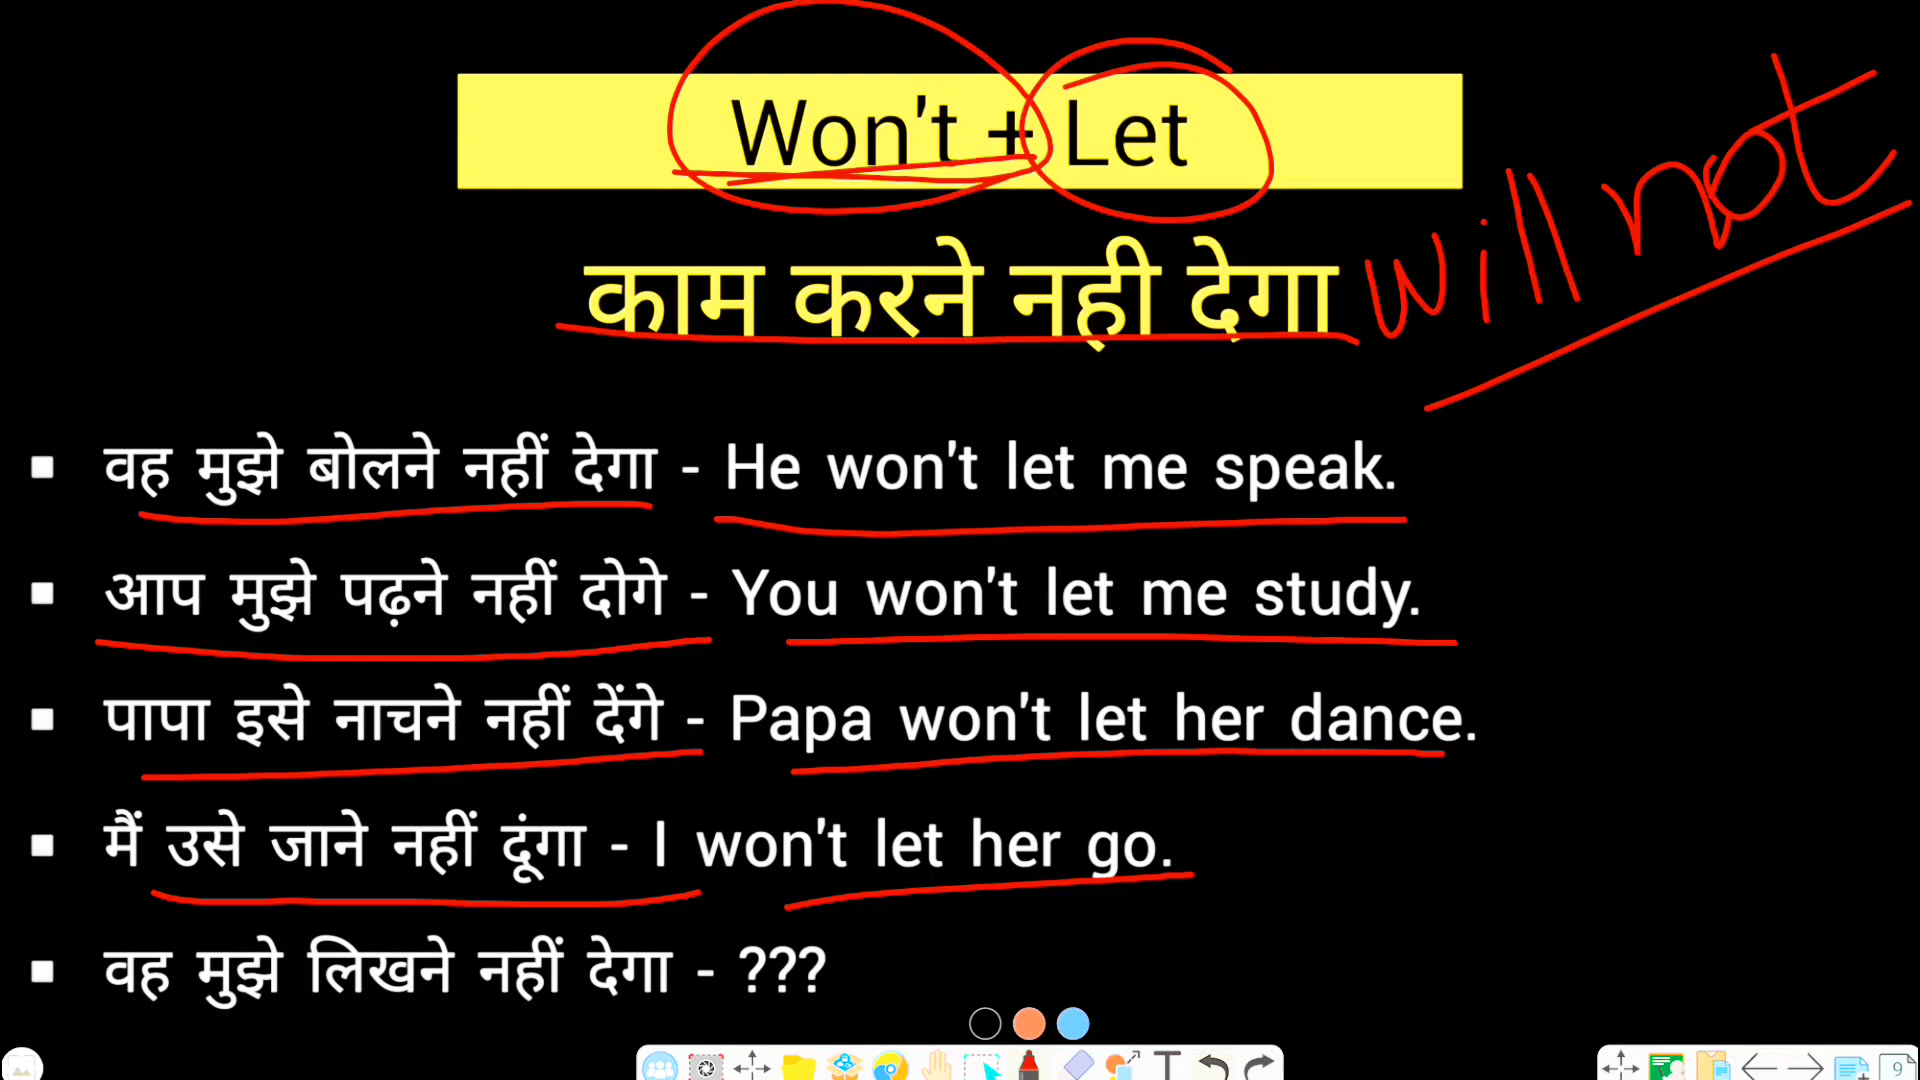 Won't + Let
काम करने नही देगा
will not
▪ वह मुझे बोलने नहीं देगा - He won't let me speak.
▪ आप मुझे पढ़ने नहीं दोगे - You won't let me study.
▪ पापा इसे नाचने नहीं देंगे - Papa won't let her dance.
▪ मैं उसे जाने नहीं दूंगा - I won't let her go.
▪ वह मुझे लिखने नहीं देगा - ???
T
9